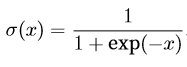 σ(x) = 1 / (1 + exp(−x))